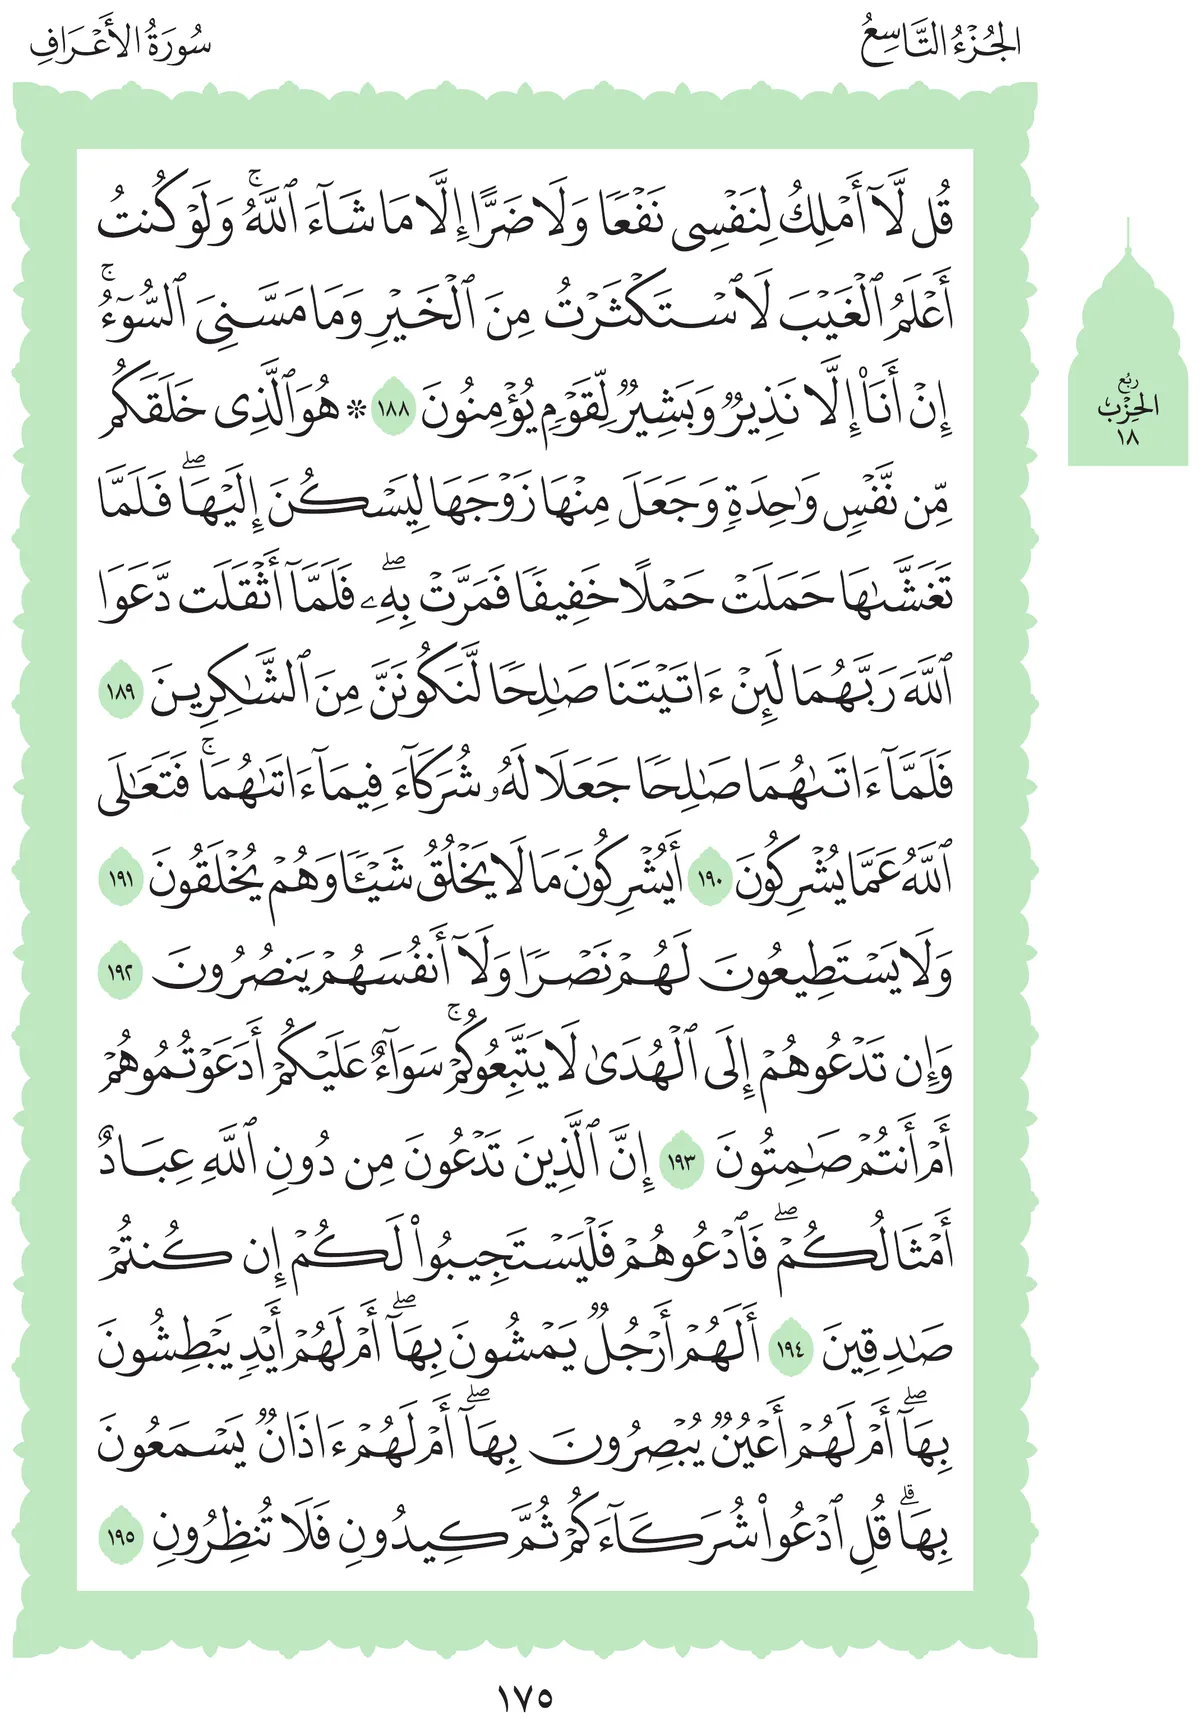 الجُزْءُ التَّاسِعُ
سُورَةُ الأَعْرَافِ
قُل لَّآ أَمْلِكُ لِنَفْسِى نَفْعًا وَلَا ضَرًّا إِلَّا مَا شَآءَ ٱللَّهُ ۚ وَلَوْ كُنتُ
أَعْلَمُ ٱلْغَيْبَ لَٱسْتَكْثَرْتُ مِنَ ٱلْخَيْرِ وَمَا مَسَّنِىَ ٱلسُّوٓءُ ۚ
إِنْ أَنَا۠ إِلَّا نَذِيرٌ وَبَشِيرٌ لِّقَوْمٍ يُؤْمِنُونَ ١٨٨ * هُوَ ٱلَّذِى خَلَقَكُم
مِّن نَّفْسٍ وَٰحِدَةٍ وَجَعَلَ مِنْهَا زَوْجَهَا لِيَسْكُنَ إِلَيْهَا ۖ فَلَمَّا
تَغَشَّىٰهَا حَمَلَتْ حَمْلًا خَفِيفًا فَمَرَّتْ بِهِۦ ۖ فَلَمَّآ أَثْقَلَت دَّعَوَا
ٱللَّهَ رَبَّهُمَا لَئِنْ ءَاتَيْتَنَا صَٰلِحًا لَّنَكُونَنَّ مِنَ ٱلشَّٰكِرِينَ ١٨٩
فَلَمَّآ ءَاتَىٰهُمَا صَٰلِحًا جَعَلَا لَهُۥ شُرَكَآءَ فِيمَآ ءَاتَىٰهُمَا ۚ فَتَعَٰلَى
ٱللَّهُ عَمَّا يُشْرِكُونَ ١٩٠ أَيُشْرِكُونَ مَا لَا يَخْلُقُ شَيْـًٔا وَهُمْ يُخْلَقُونَ ١٩١
وَلَا يَسْتَطِيعُونَ لَهُمْ نَصْرًا وَلَآ أَنفُسَهُمْ يَنصُرُونَ ١٩٢
وَإِن تَدْعُوهُمْ إِلَى ٱلْهُدَىٰ لَا يَتَّبِعُوكُمْ ۚ سَوَآءٌ عَلَيْكُمْ أَدَعَوْتُمُوهُمْ
أَمْ أَنتُمْ صَٰمِتُونَ ١٩٣ إِنَّ ٱلَّذِينَ تَدْعُونَ مِن دُونِ ٱللَّهِ عِبَادٌ
أَمْثَالُكُمْ ۖ فَٱدْعُوهُمْ فَلْيَسْتَجِيبُوا۟ لَكُمْ إِن كُنتُمْ
صَٰدِقِينَ ١٩٤ أَلَهُمْ أَرْجُلٌ يَمْشُونَ بِهَآ ۖ أَمْ لَهُمْ أَيْدٍ يَبْطِشُونَ
بِهَآ ۖ أَمْ لَهُمْ أَعْيُنٌ يُبْصِرُونَ بِهَآ ۖ أَمْ لَهُمْ ءَاذَانٌ يَسْمَعُونَ
بِهَا ۗ قُلِ ٱدْعُوا۟ شُرَكَآءَكُمْ ثُمَّ كِيدُونِ فَلَا تُنظِرُونِ ١٩٥
رُبُع
الحِزْب
١٨
١٧٥